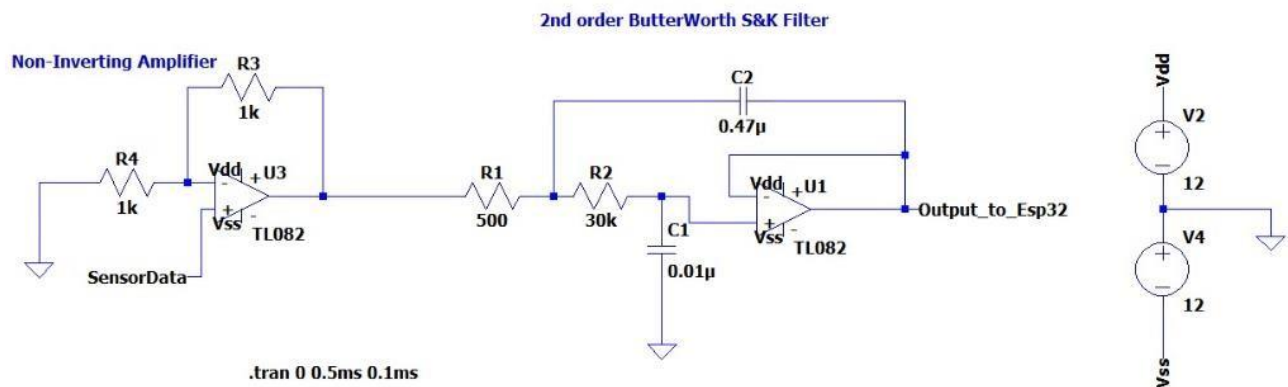 2nd order ButterWorth S&K Filter
Non-Inverting Amplifier
R3
1k
R4
1k
Vdd
U3
Vss
TL082
SensorData
R1
500
C2
0.47µ
R2
30k
C1
0.01µ
Vdd
U1
Vss
TL082
Output_to_Esp32
Vdd
V2
12
V4
12
Vss
.tran 0 0.5ms 0.1ms